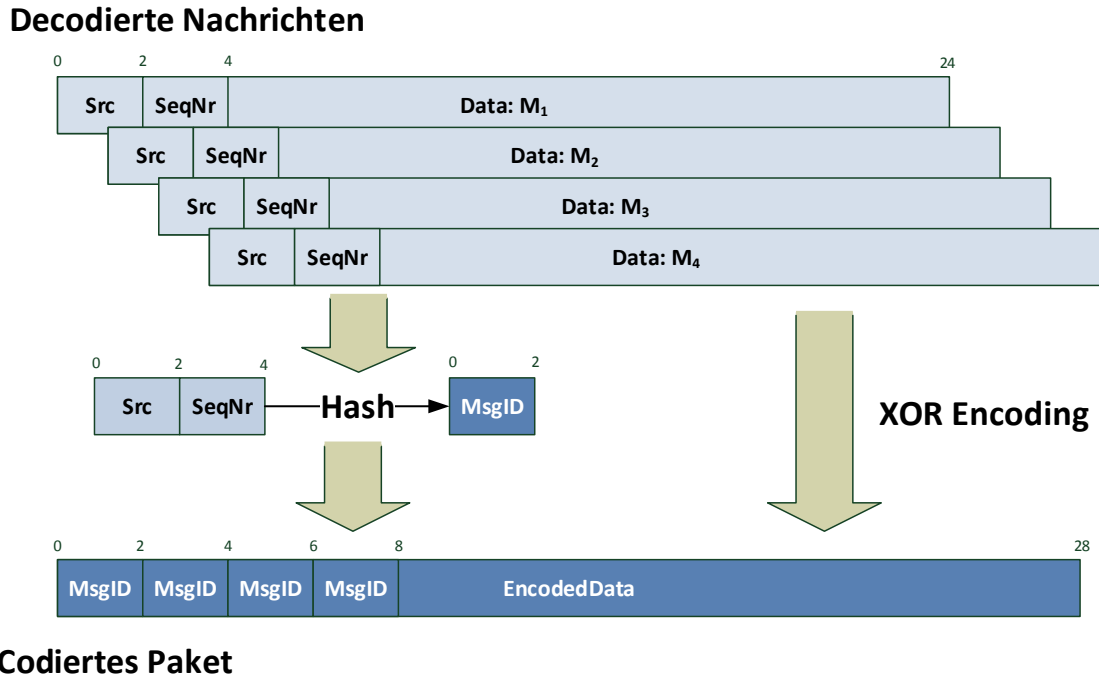 Decodierte Nachrichten
0 2 4 24
Src SeqNr Data: M₁
Src SeqNr Data: M₂
Src SeqNr Data: M₃
Src SeqNr Data: M₄
0 2 4 0 2
Src SeqNr Hash MsgID
XOR Encoding
0 2 4 6 8 28
MsgID MsgID MsgID MsgID EncodedData
Codiertes Paket